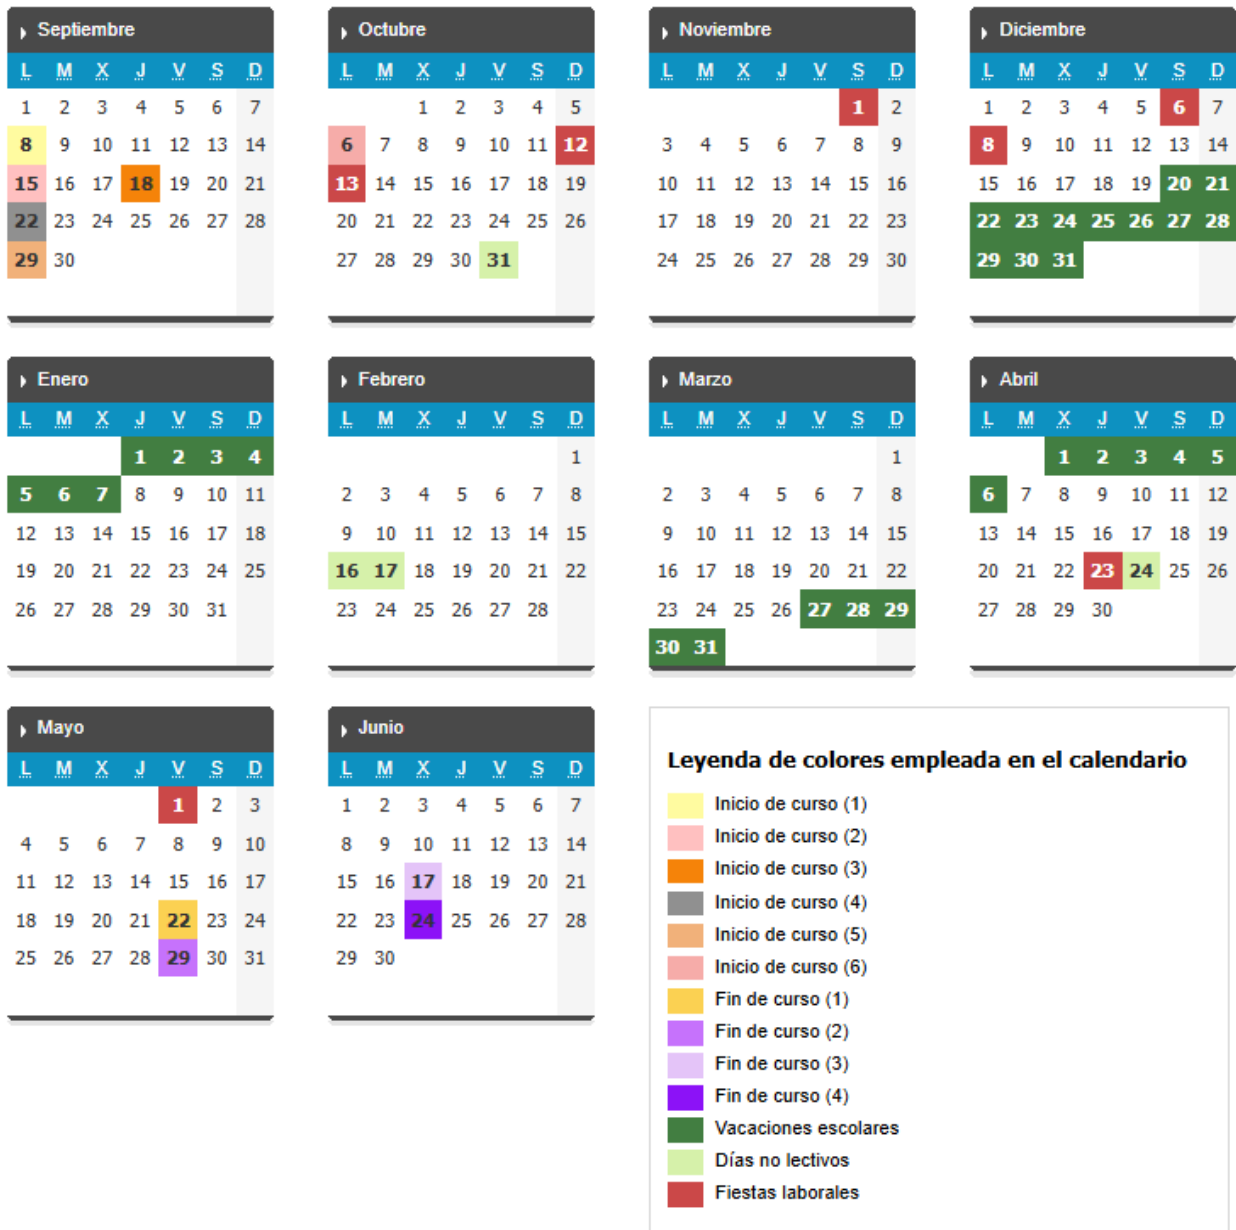 Septiembre
L M X J V S D
1 2 3 4 5 6 7
8 9 10 11 12 13 14
15 16 17 18 19 20 21
22 23 24 25 26 27 28
29 30
Octubre
L M X J V S D
1 2 3 4 5
6 7 8 9 10 11 12
13 14 15 16 17 18 19
20 21 22 23 24 25 26
27 28 29 30 31
Noviembre
L M X J V S D
1 2
3 4 5 6 7 8 9
10 11 12 13 14 15 16
17 18 19 20 21 22 23
24 25 26 27 28 29 30
Diciembre
L M X J V S D
1 2 3 4 5 6 7
8 9 10 11 12 13 14
15 16 17 18 19 20 21
22 23 24 25 26 27 28
29 30 31
Enero
L M X J V S D
1 2 3 4
5 6 7 8 9 10 11
12 13 14 15 16 17 18
19 20 21 22 23 24 25
26 27 28 29 30 31
Febrero
L M X J V S D
1
2 3 4 5 6 7 8
9 10 11 12 13 14 15
16 17 18 19 20 21 22
23 24 25 26 27 28
Marzo
L M X J V S D
1
2 3 4 5 6 7 8
9 10 11 12 13 14 15
16 17 18 19 20 21 22
23 24 25 26 27 28 29
30 31
Abril
L M X J V S D
1 2 3 4 5
6 7 8 9 10 11 12
13 14 15 16 17 18 19
20 21 22 23 24 25 26
27 28 29 30
Mayo
L M X J V S D
1 2 3
4 5 6 7 8 9 10
11 12 13 14 15 16 17
18 19 20 21 22 23 24
25 26 27 28 29 30 31
Junio
L M X J V S D
1 2 3 4 5 6 7
8 9 10 11 12 13 14
15 16 17 18 19 20 21
22 23 24 25 26 27 28
29 30
Leyenda de colores empleada en el calendario
Inicio de curso (1)
Inicio de curso (2)
Inicio de curso (3)
Inicio de curso (4)
Inicio de curso (5)
Inicio de curso (6)
Fin de curso (1)
Fin de curso (2)
Fin de curso (3)
Fin de curso (4)
Vacaciones escolares
Días no lectivos
Fiestas laborales